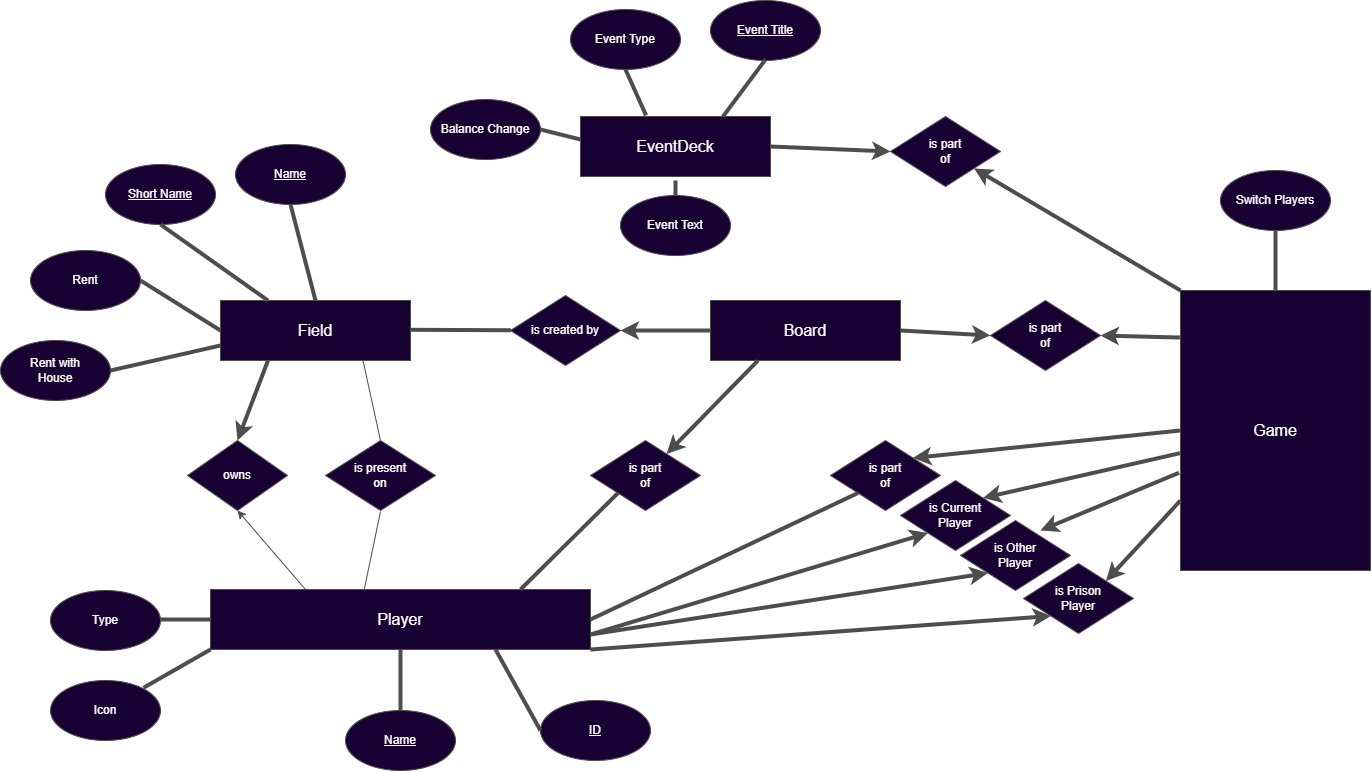 Event Type
Event Title
Balance Change
EventDeck
is part
of
Name
Short Name
Switch Players
Event Text
Rent
Field
is created by
Board
is part
of
Rent with
House
Game
owns
is present
on
is part
of
is part
of
is Current
Player
is Other
Player
is Prison
Player
Type
Player
Icon
Name
ID